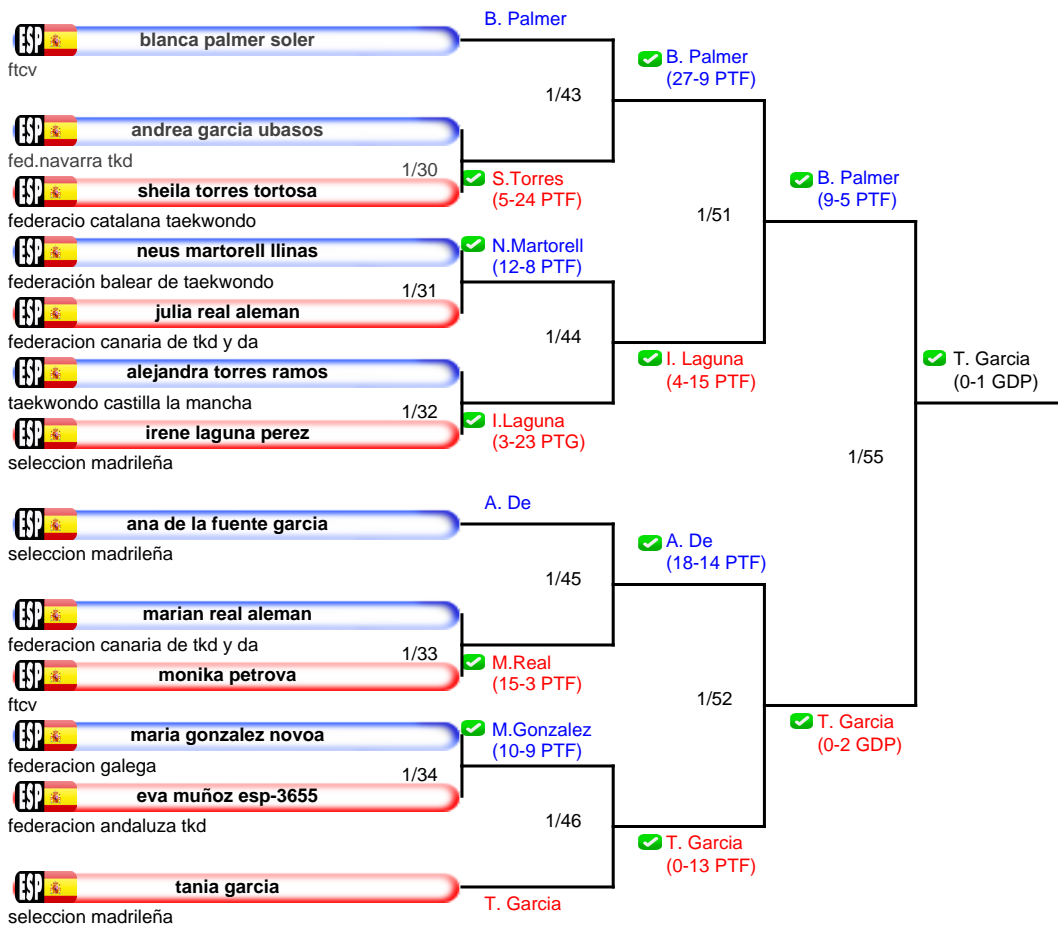 B. Palmer
ESP blanca palmer soler
ftcv
B. Palmer
(27-9 PTF)
1/43
ESP andrea garcia ubasos
fed.navarra tkd
1/30
ESP sheila torres tortosa
federacio catalana taekwondo
S.Torres
(5-24 PTF)
B. Palmer
(9-5 PTF)
1/51
ESP neus martorell llinas
federación balear de taekwondo
N.Martorell
(12-8 PTF)
1/31
ESP julia real aleman
federacion canaria de tkd y da
1/44
I. Laguna
(4-15 PTF)
ESP alejandra torres ramos
taekwondo castilla la mancha
1/32
ESP irene laguna perez
seleccion madrileña
I.Laguna
(3-23 PTG)
T. Garcia
(0-1 GDP)
1/55
ESP ana de la fuente garcia
seleccion madrileña
A. De
A. De
(18-14 PTF)
1/45
ESP marian real aleman
federacion canaria de tkd y da
1/33
ESP monika petrova
ftcv
M.Real
(15-3 PTF)
1/52
T. Garcia
(0-2 GDP)
ESP maria gonzalez novoa
federacion galega
M.Gonzalez
(10-9 PTF)
1/34
ESP eva muñoz esp-3655
federacion andaluza tkd
1/46
T. Garcia
(0-13 PTF)
ESP tania garcia
seleccion madrileña
T. Garcia